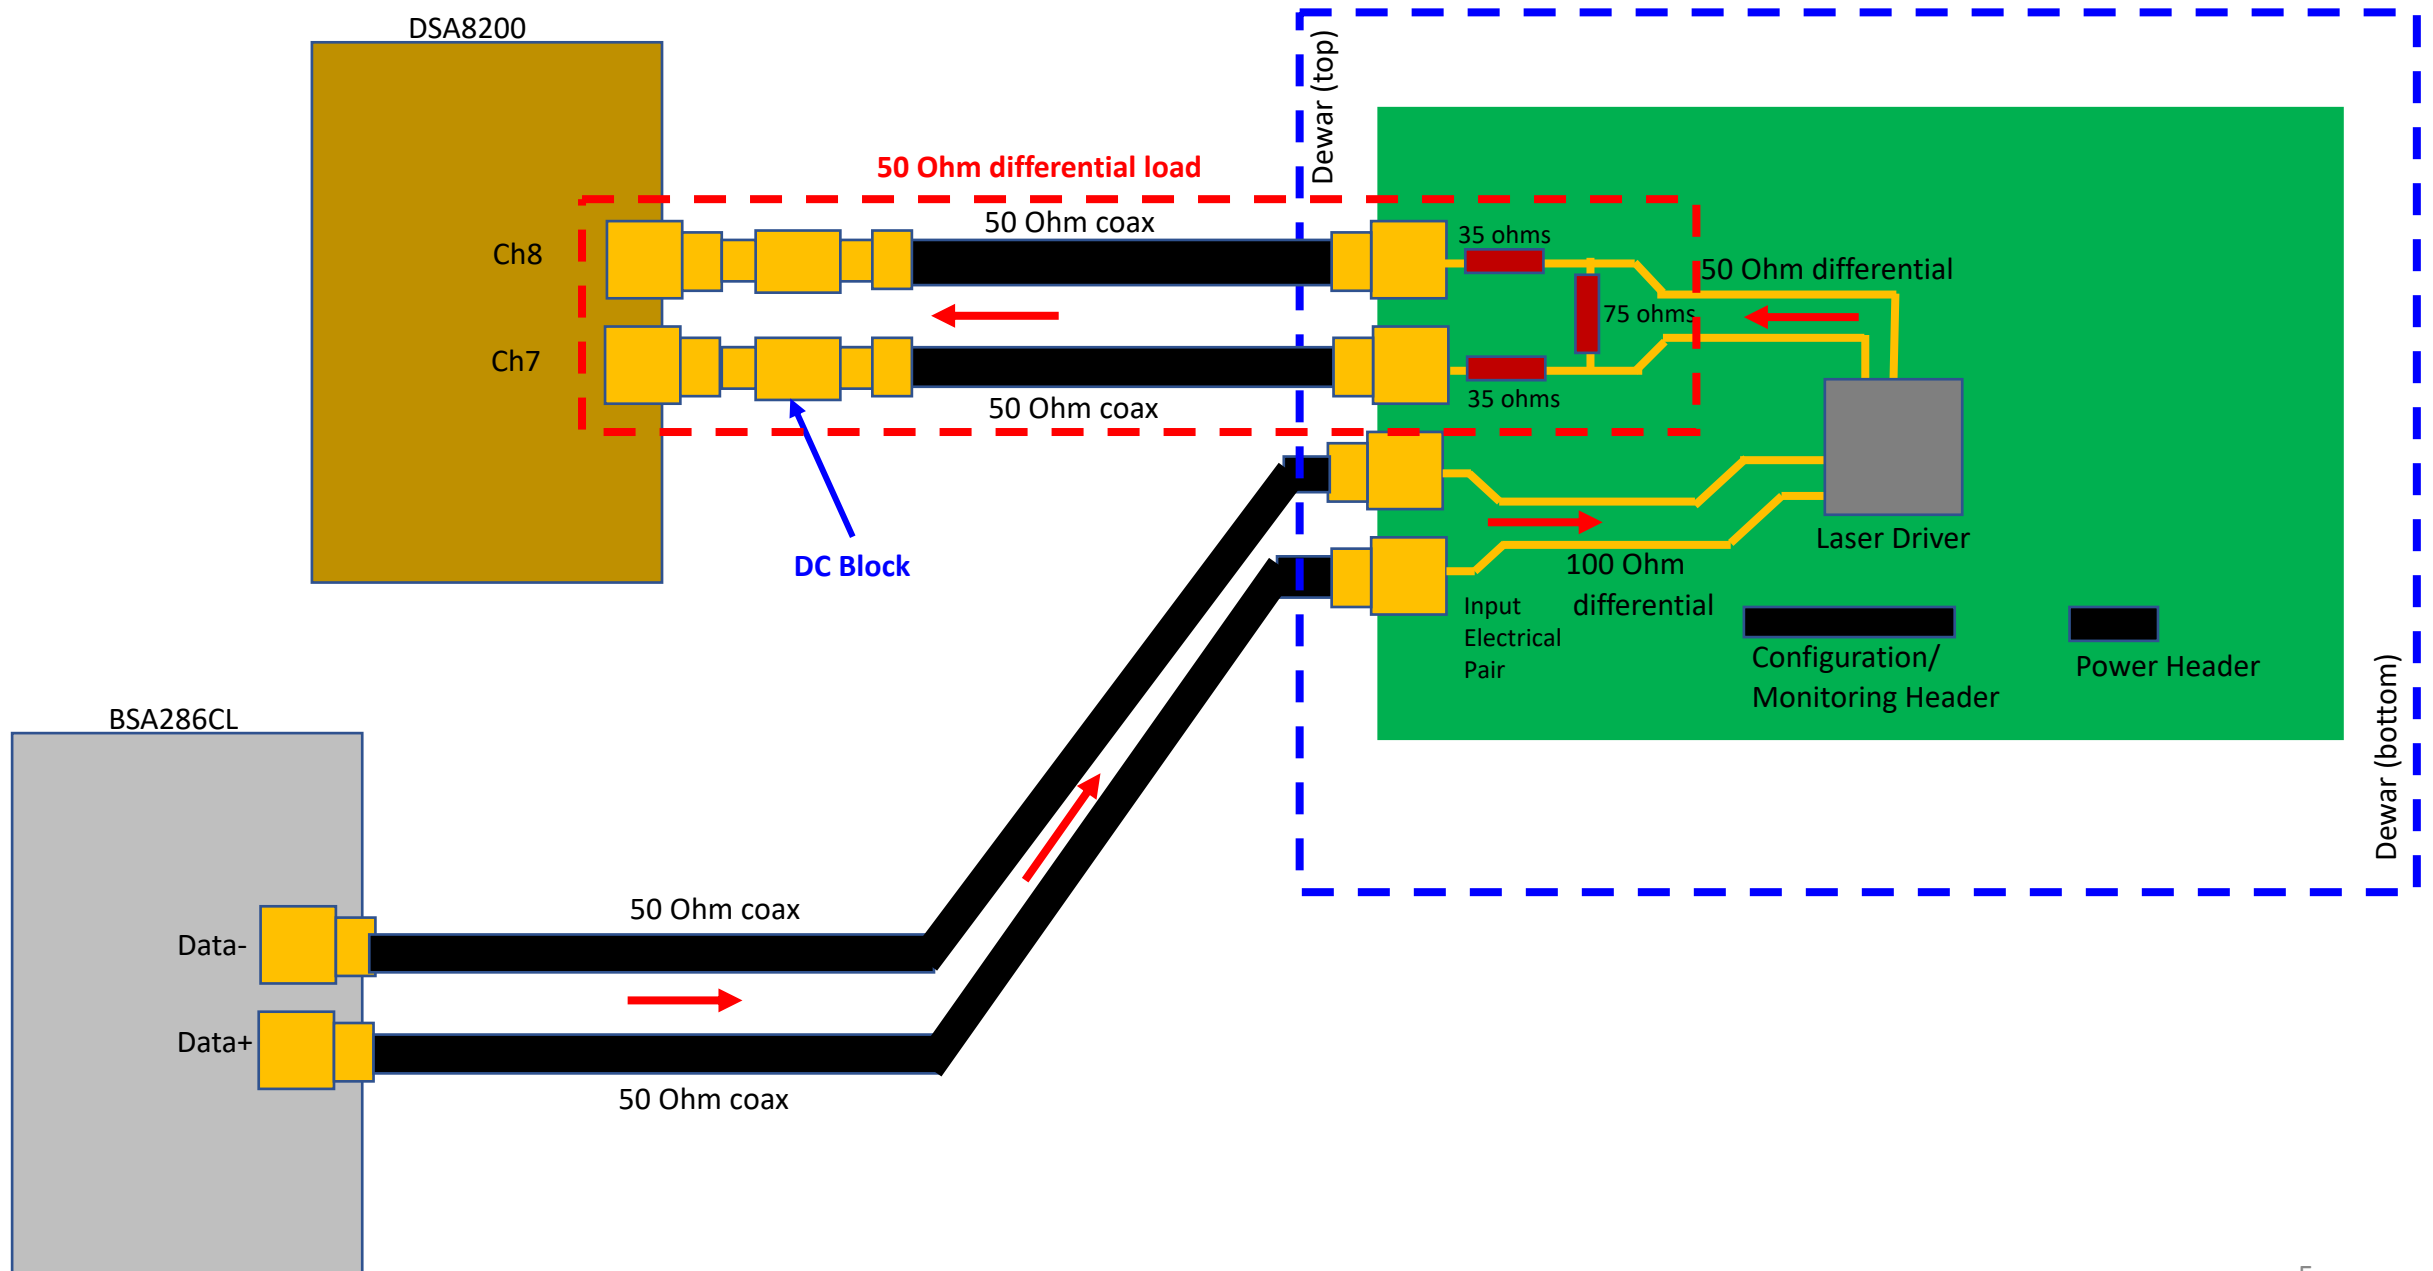 DSA8200
Dewar (top)
50 Ohm differential load
50 Ohm coax
35 ohms
Ch8
50 Ohm differential
75 ohms
Ch7
35 ohms
50 Ohm coax
DC Block
Laser Driver
100 Ohm
differential
Input
Electrical
Pair
Configuration/
Monitoring Header
Power Header
Dewar (bottom)
BSA286CL
50 Ohm coax
Data-
Data+
50 Ohm coax